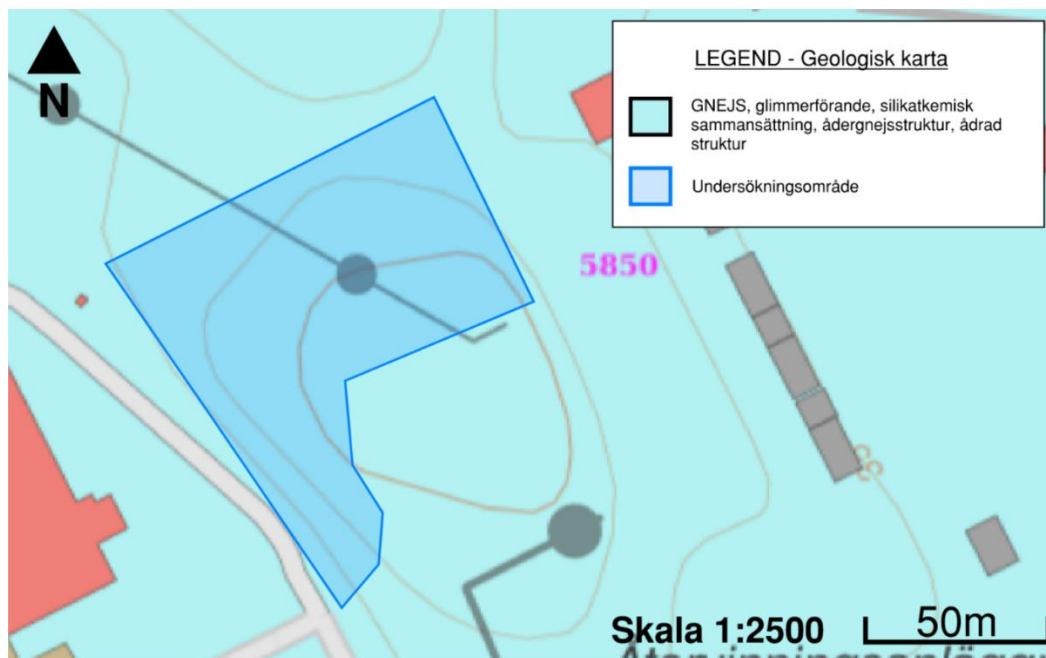 N
LEGEND - Geologisk karta
GNEJS, glimmerförande, silikatkemisk
sammansättning, ådergnejsstruktur, ådrad
struktur
Undersökningsområde
5850
Skala 1:2500
50m